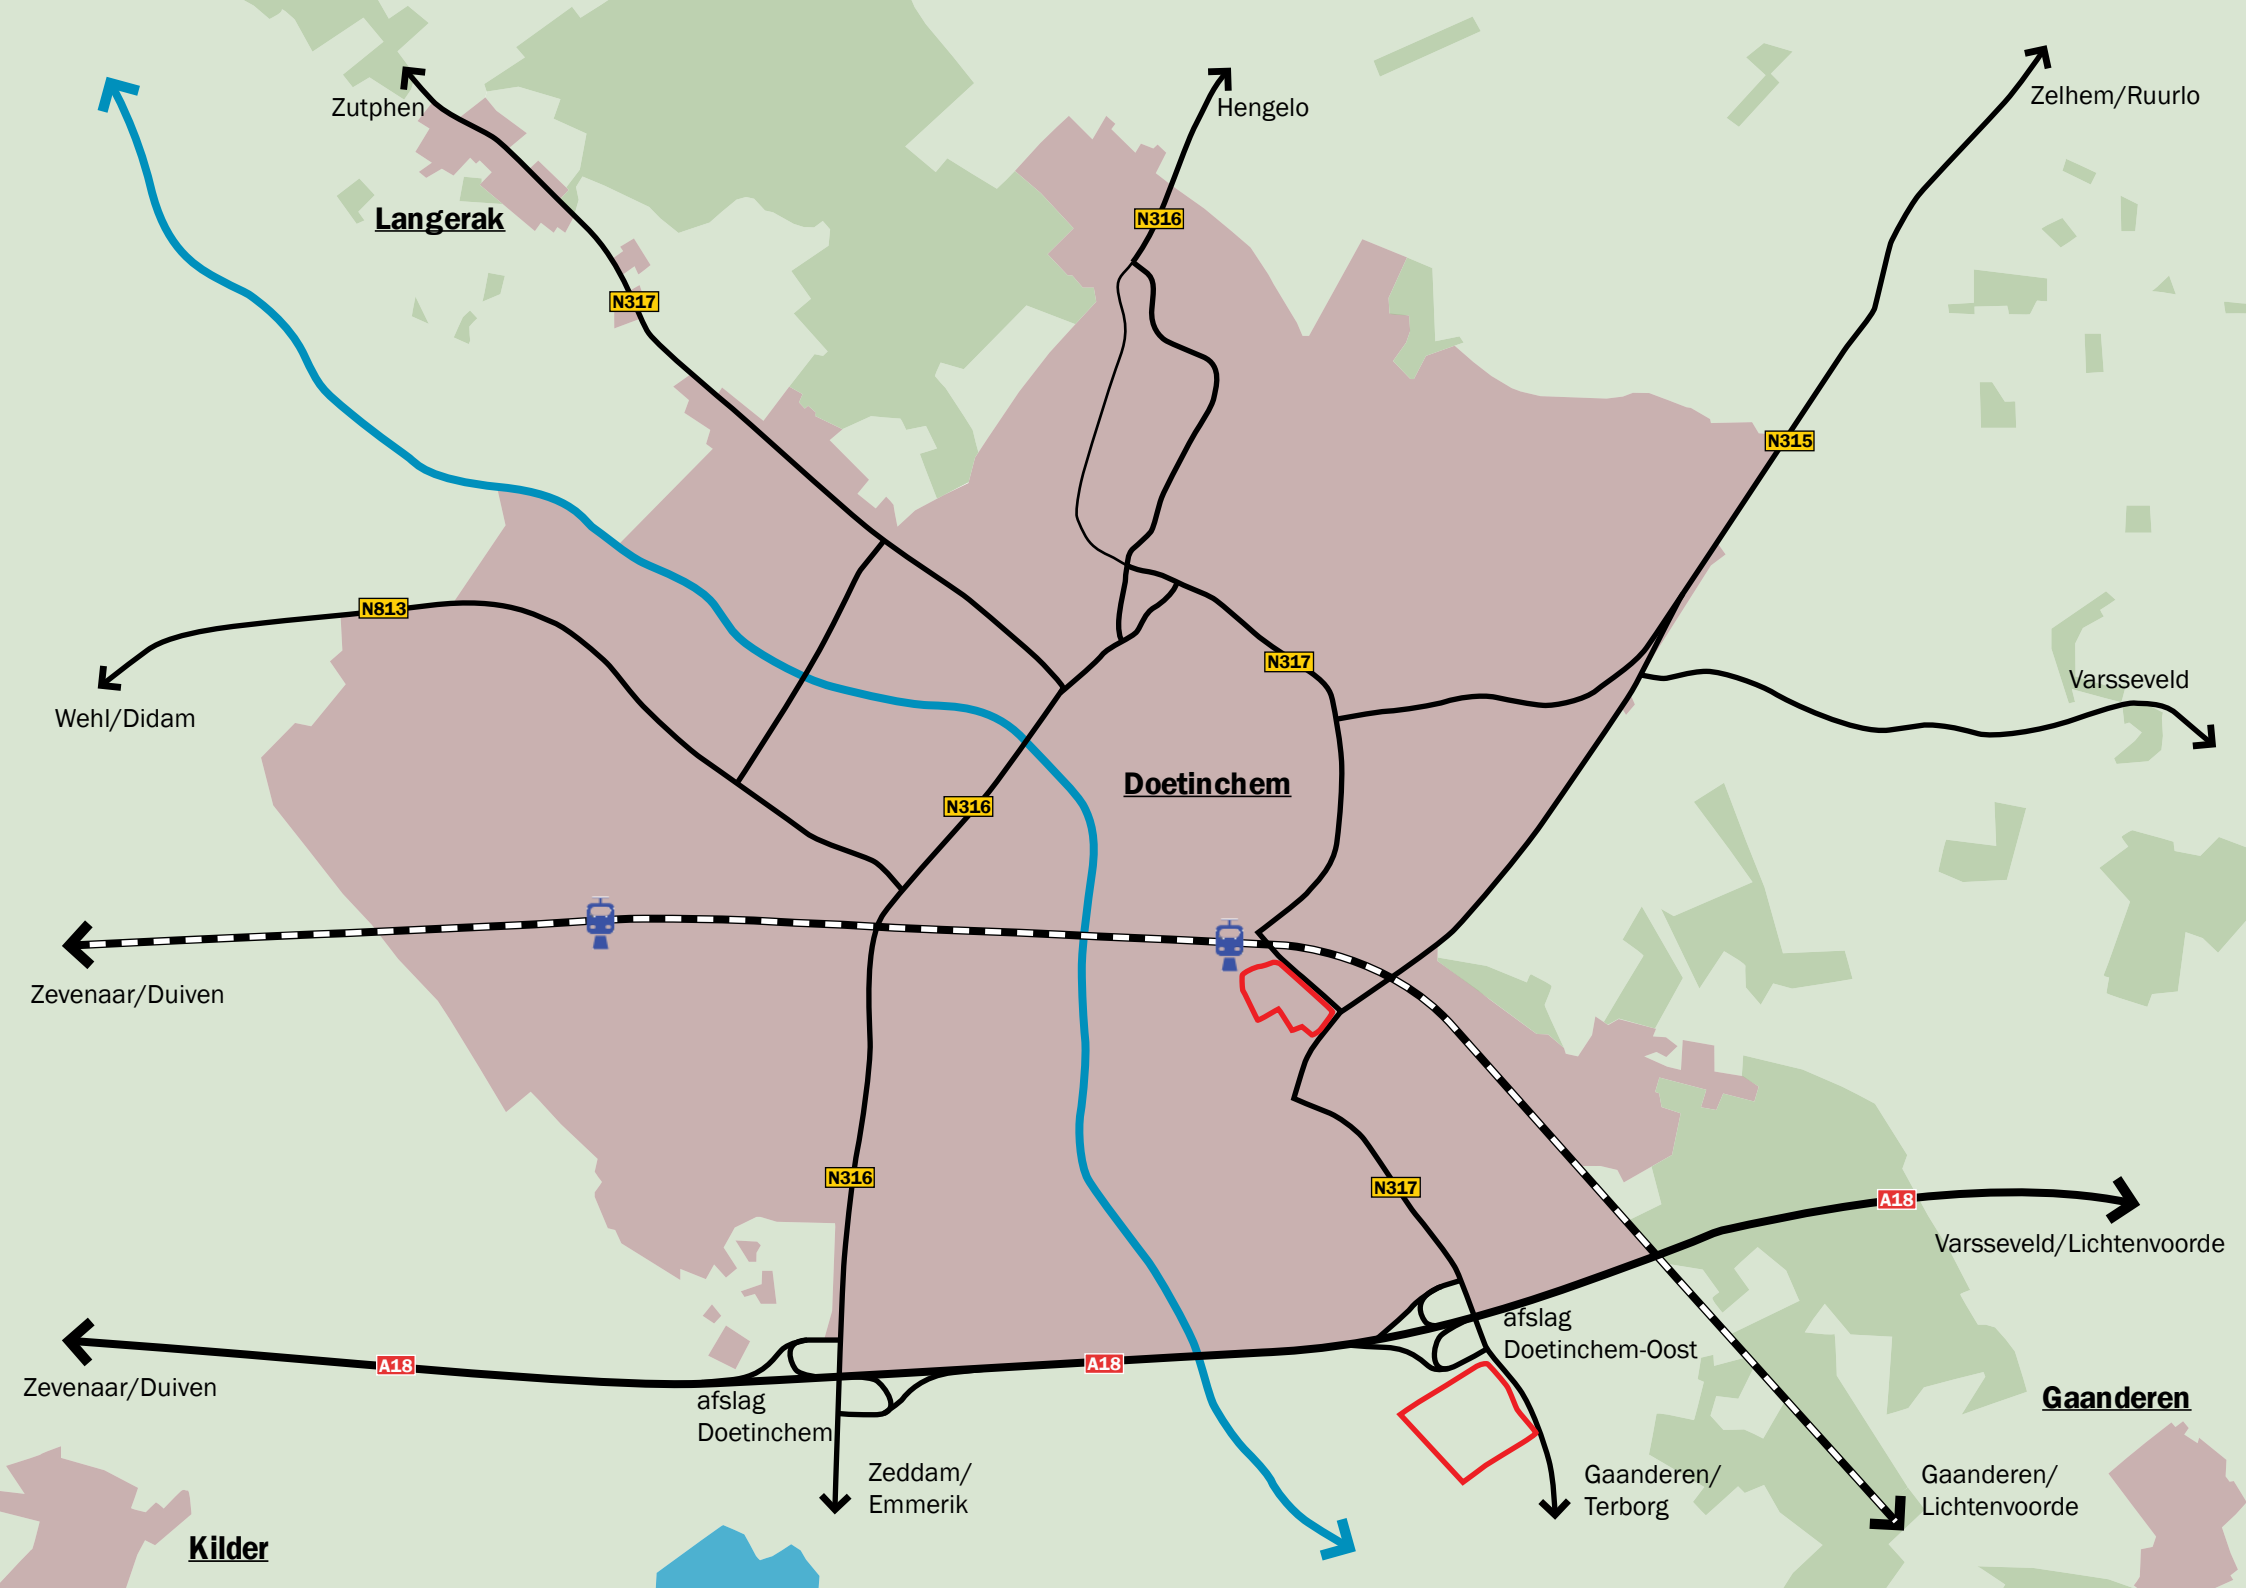 Zutphen
Hengelo
Zelhem/Ruurlo
Langerak
N316
N317
N315
N813
N317
Varsseveld
Wehl/Didam
Doetinchem
N316
Zevenaar/Duiven
N316
N317
A18
Varsseveld/Lichtenvoorde
afslag
Doetinchem-Oost
A18
A18
Zevenaar/Duiven
afslag
Doetinchem
Gaanderen
Zeddam/
Emmerik
Gaanderen/
Terborg
Gaanderen/
Lichtenvoorde
Kilder